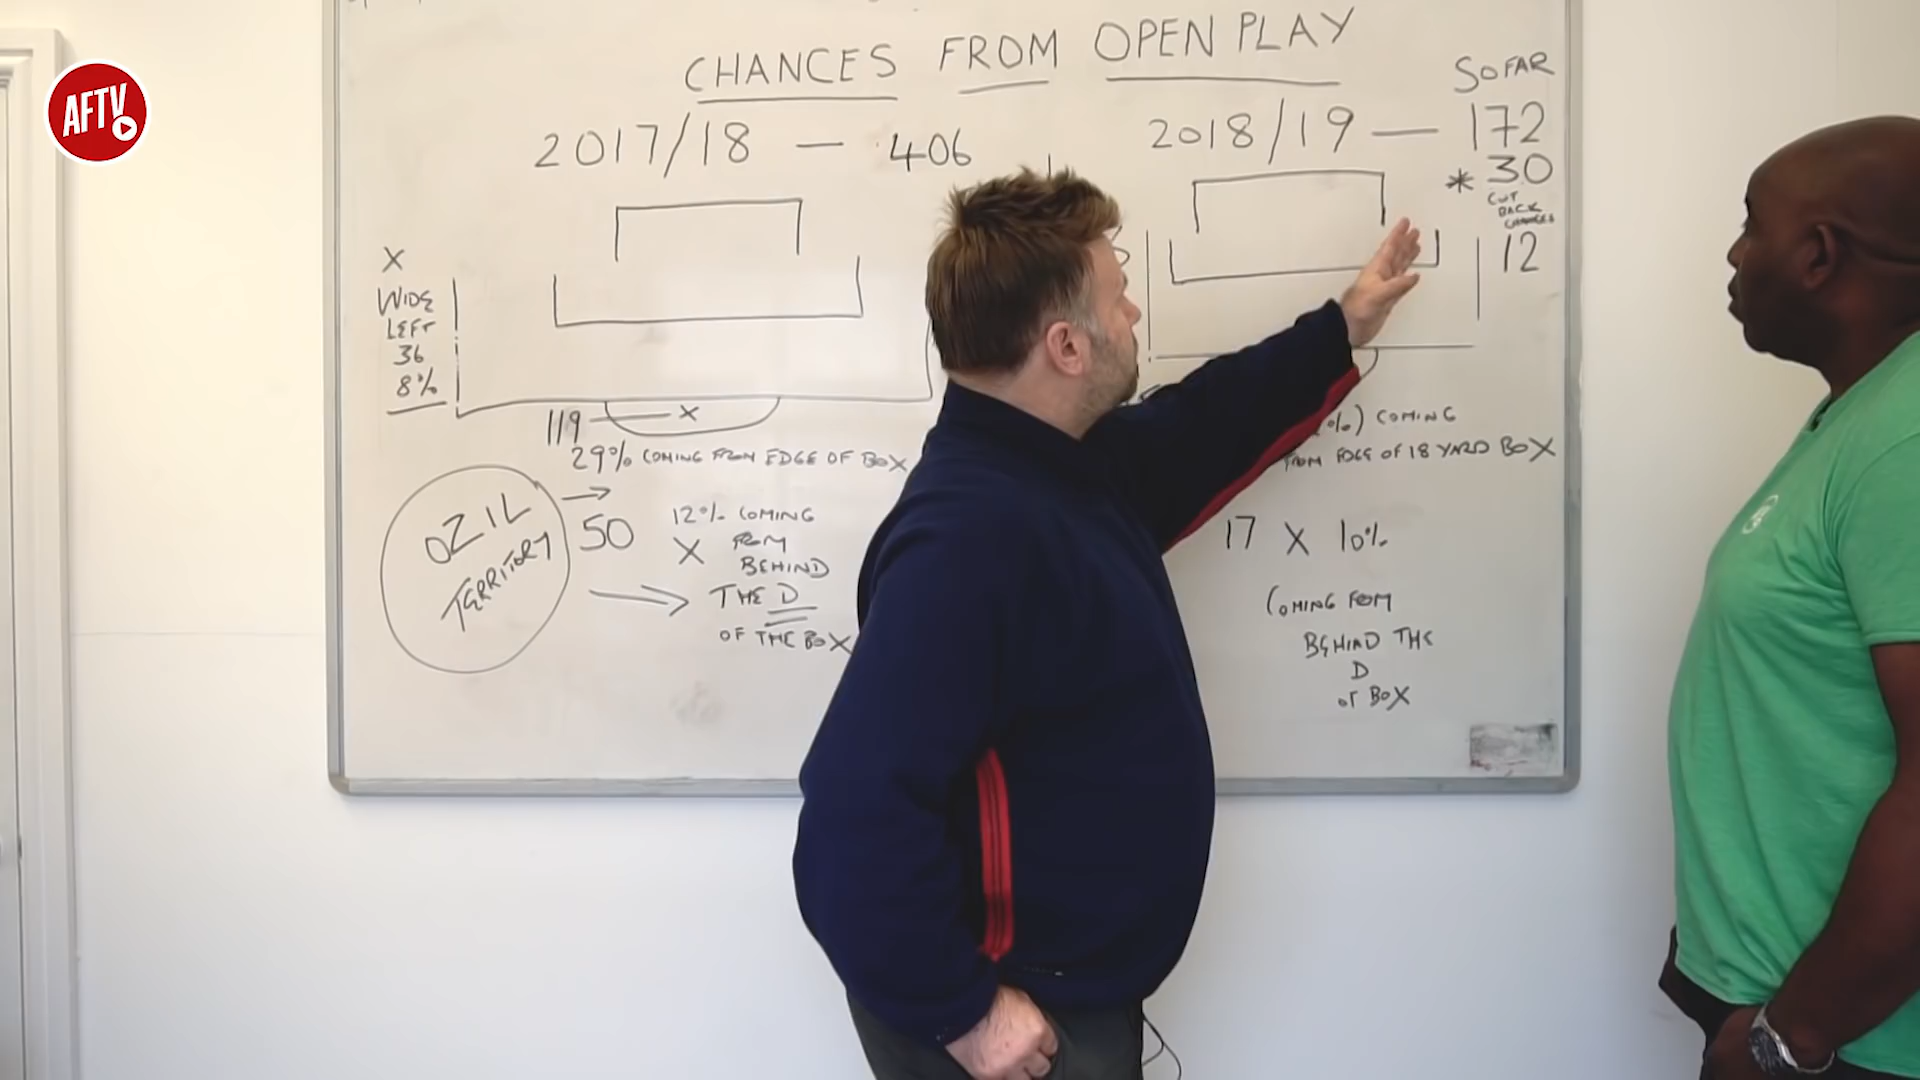 AFTV
CHANCES FROM OPEN PLAY
2017/18 — 406
X
WIDE
LEFT
36
8%
119 X
29% COMING FROM EDGE OF BOX
OZIL
TERRITORY
50
12% COMING
X FROM
BEHIND
THE D
OF THE BOX
SO FAR
2018/19 — 172
* 30
CUT
BACK
CHANCES
12
%) COMING
FROM EDGE OF 18 YARD BOX
17 X 10%
COMING FROM
BEHIND THE
D
OF BOX